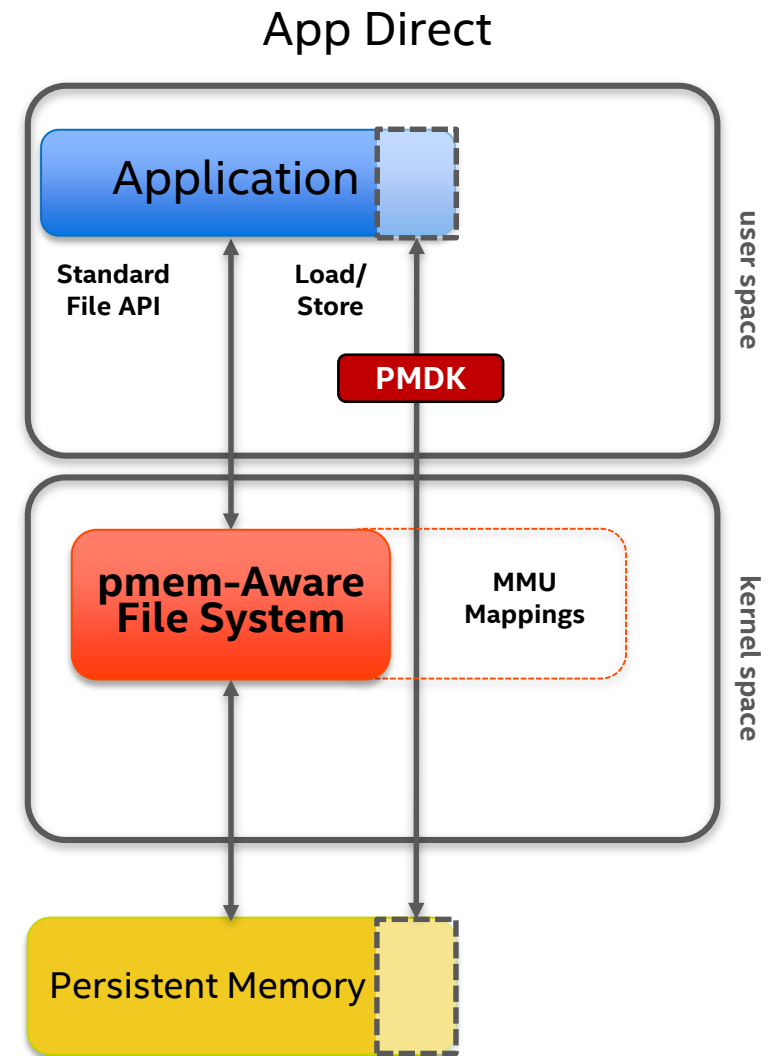 App Direct
Application
Standard
File API
Load/
Store
PMDK
user space
pmem-Aware
File System
MMU
Mappings
kernel space
Persistent Memory